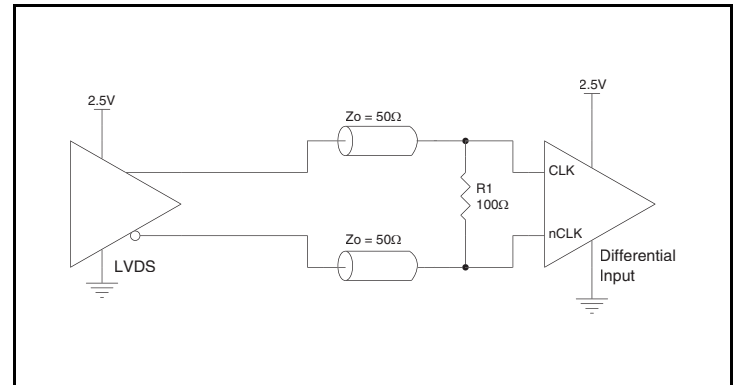 2.5V
2.5V
Zo = 50Ω
CLK
R1
100Ω
nCLK
Zo = 50Ω
LVDS
Differential
Input